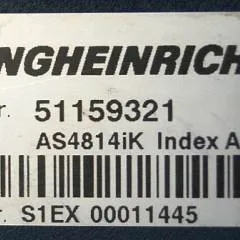 NGHEINRICH
r. 51159321
AS4814iK Index A
r. S1EX 00011445